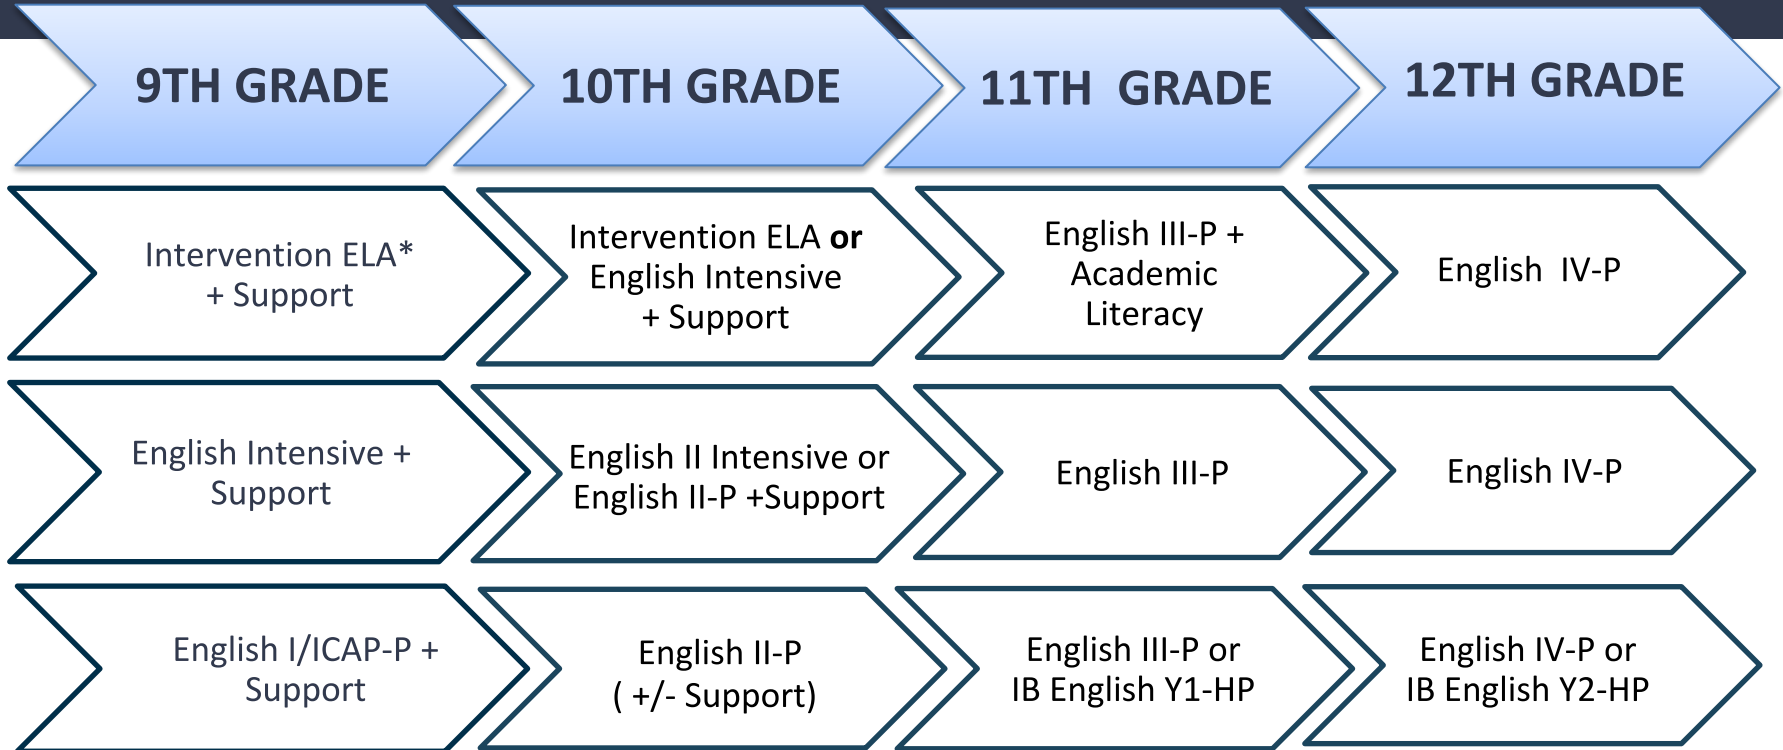 9TH GRADE
10TH GRADE
11TH  GRADE
12TH GRADE
Intervention ELA*
+ Support
Intervention ELA or
English Intensive
+ Support
English III-P +
Academic
Literacy
English  IV-P
English Intensive +
Support
English II Intensive or
English II-P +Support
English III-P
English IV-P
English I/ICAP-P +
Support
English II-P
( +/- Support)
English III-P or
IB English Y1-HP
English IV-P or
IB English Y2-HP